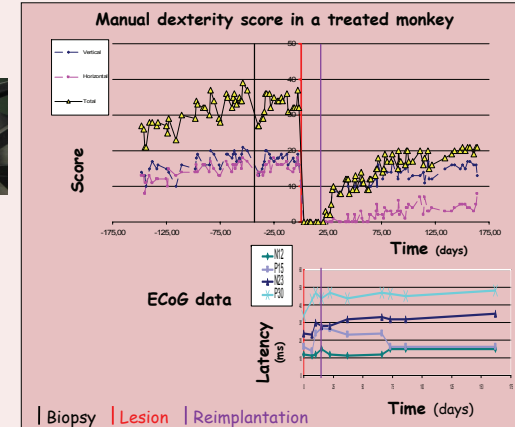 Manual dexterity score in a treated monkey
Vertical
Horizontal
Total
Score
50
40
30
20
10
0
-175,00 -125,00 -75,00 -25,00 25,00 75,00 125,00 175,00
Time (days)
N12
P15
N23
P30
ECoG data
Latency
(ms)
Time (days)
Biopsy Lesion Reimplantation